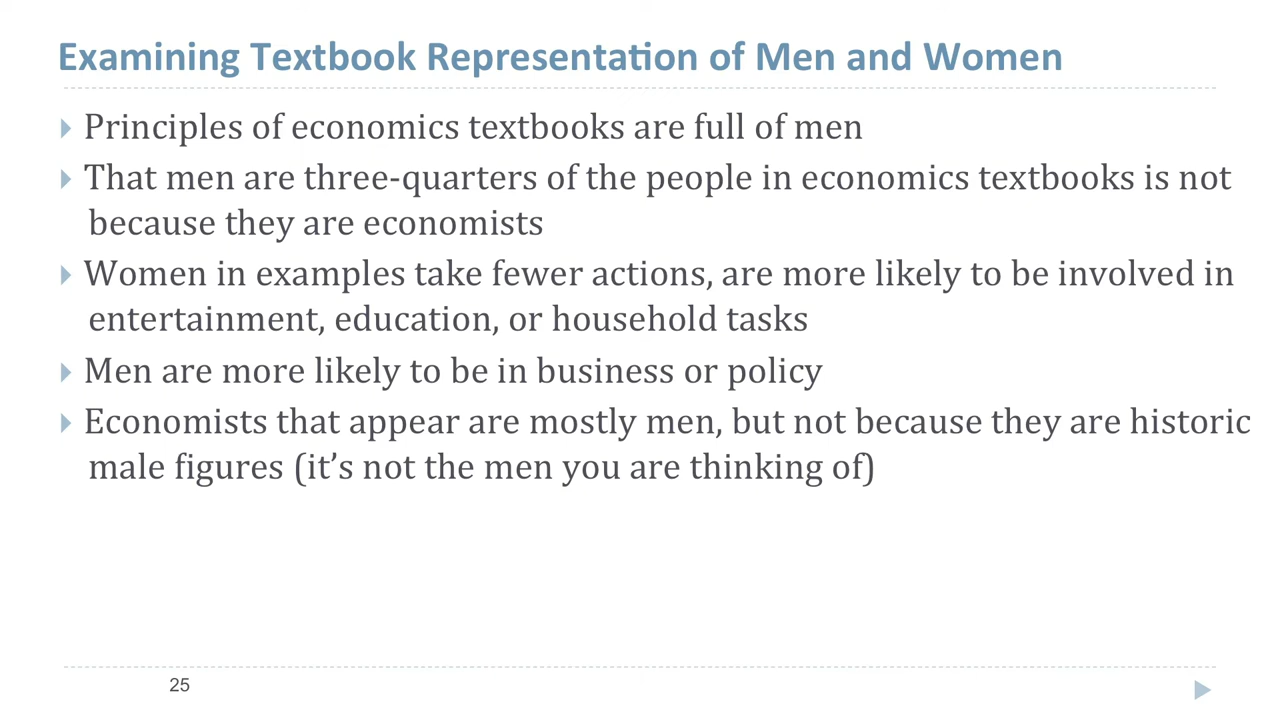 Examining Textbook Representation of Men and Women
Principles of economics textbooks are full of men
That men are three-quarters of the people in economics textbooks is not
because they are economists
Women in examples take fewer actions, are more likely to be involved in
entertainment, education, or household tasks
Men are more likely to be in business or policy
Economists that appear are mostly men, but not because they are historic
male figures (it’s not the men you are thinking of)
25